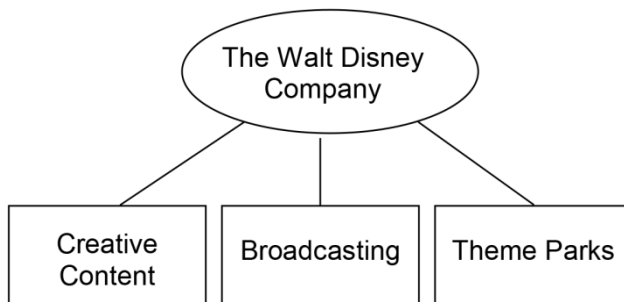 The Walt Disney
Company
Creative
Content
Broadcasting
Theme Parks